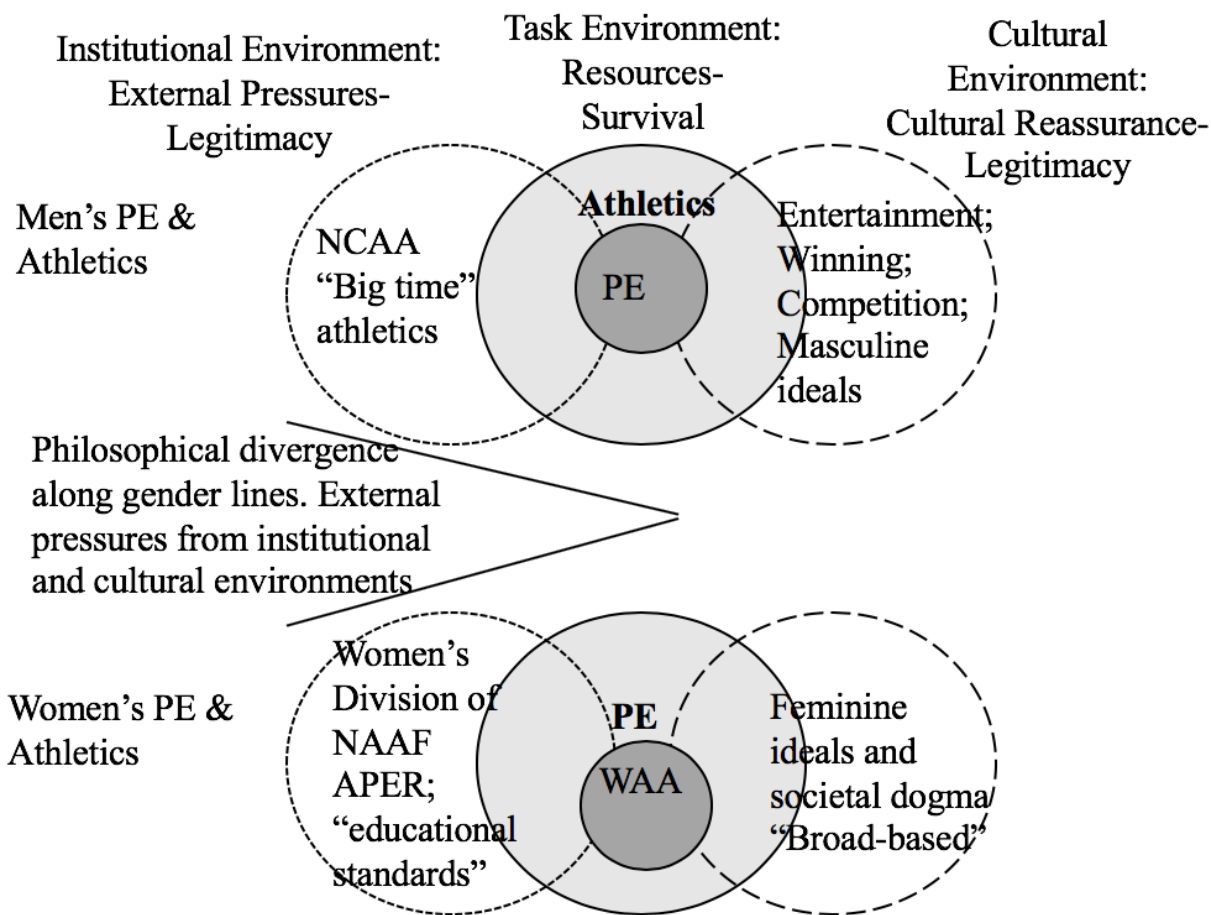 Institutional Environment:
External Pressures-
Legitimacy
Task Environment:
Resources-
Survival
Cultural
Environment:
Cultural Reassurance-
Legitimacy
Men’s PE &
Athletics
NCAA
“Big time”
athletics
Athletics
PE
Entertainment;
Winning;
Competition;
Masculine
ideals
Philosophical divergence
along gender lines. External
pressures from institutional
and cultural environments
Women’s PE &
Athletics
Women’s
Division of
NAAF
APER;
“educational
standards”
PE
WAA
Feminine
ideals and
societal dogma
“Broad-based”